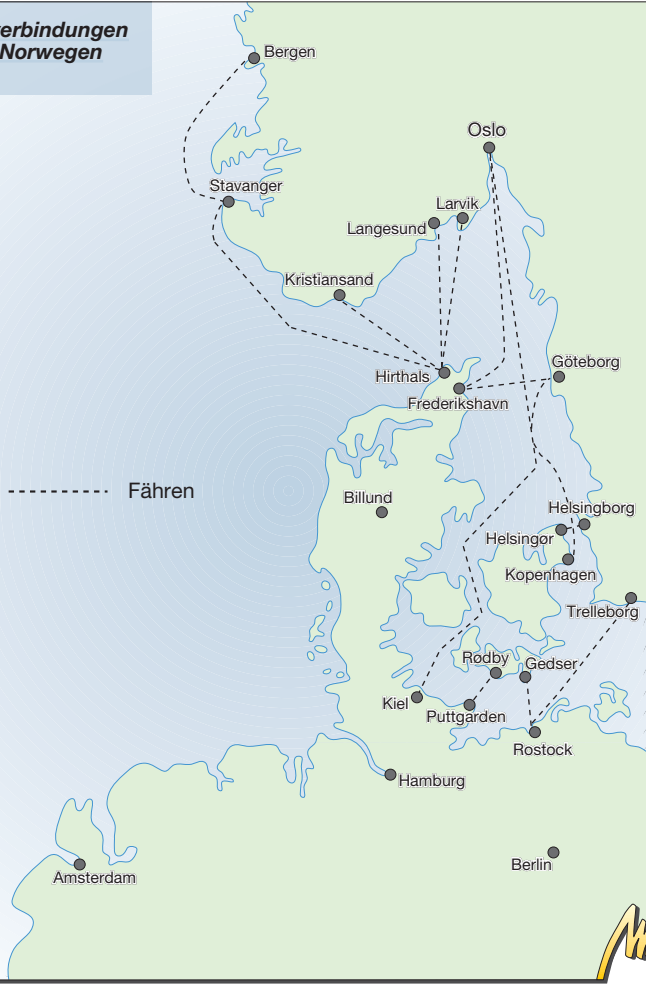 erbindungen
Norwegen
Bergen
Oslo
Stavanger
Larvik
Langesund
Kristiansand
Göteborg
Hirthals
Frederikshavn
Fähren
Billund
Helsingborg
Helsingør
Kopenhagen
Trelleborg
Rødby
Gedser
Kiel
Puttgarden
Rostock
Hamburg
Berlin
Amsterdam